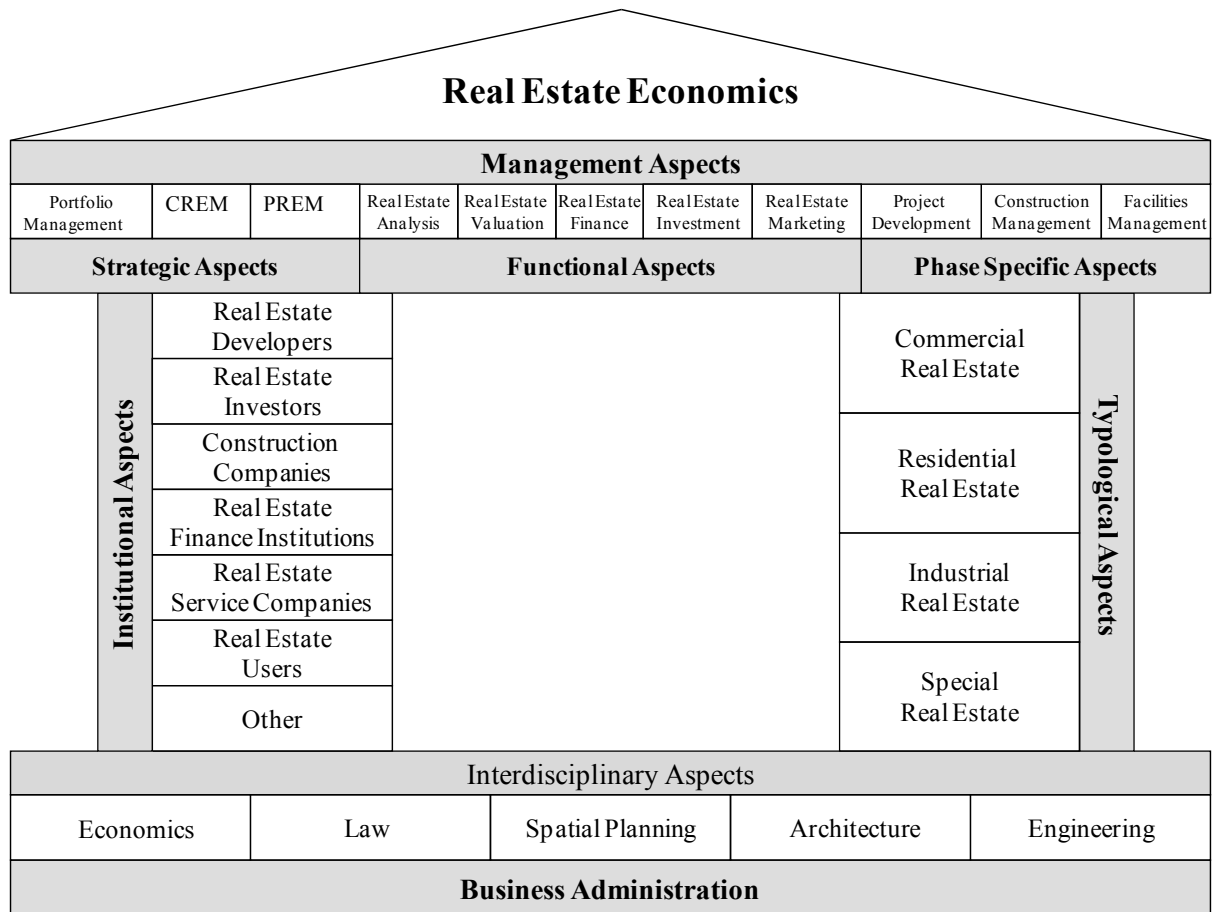 Real Estate Economics
Management Aspects
Portfolio
Management
CREM
PREM
Real Estate
Analysis
Real Estate
Valuation
Real Estate
Finance
Real Estate
Investment
Real Estate
Marketing
Project
Development
Construction
Management
Facilities
Management
Strategic Aspects
Functional Aspects
Phase Specific Aspects
Institutional Aspects
Real Estate
Developers
Real Estate
Investors
Construction
Companies
Real Estate
Finance Institutions
Real Estate
Service Companies
Real Estate
Users
Other
Commercial
Real Estate
Residential
Real Estate
Industrial
Real Estate
Special
Real Estate
Typological Aspects
Interdisciplinary Aspects
Economics
Law
Spatial Planning
Architecture
Engineering
Business Administration